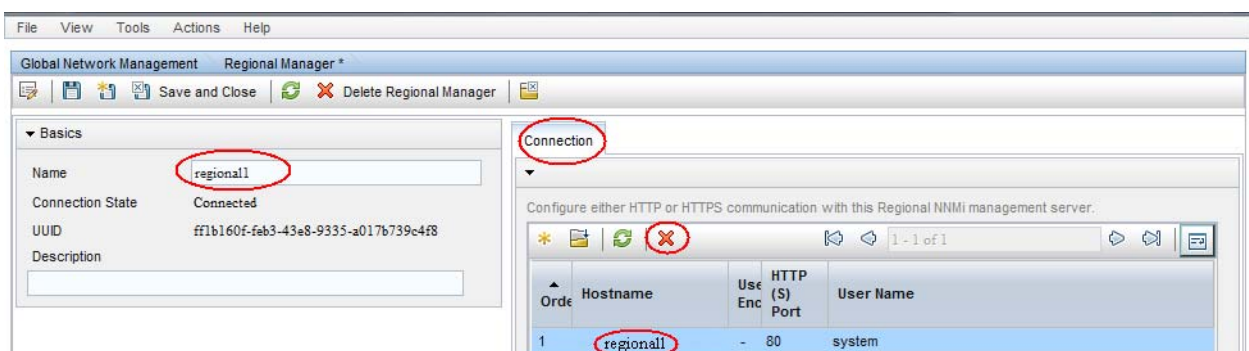 File View Tools Actions Help
Global Network Management Regional Manager *
Save and Close Delete Regional Manager
Basics
Name regional1
Connection State Connected
UUID ff1b160f-feb3-43e8-9335-a017b739c4f8
Description
Connection
Configure either HTTP or HTTPS communication with this Regional NNMi management server.
1 - 1 of 1
Orde Hostname Use Enc HTTP (S) Port User Name
1 regional1 - 80 system